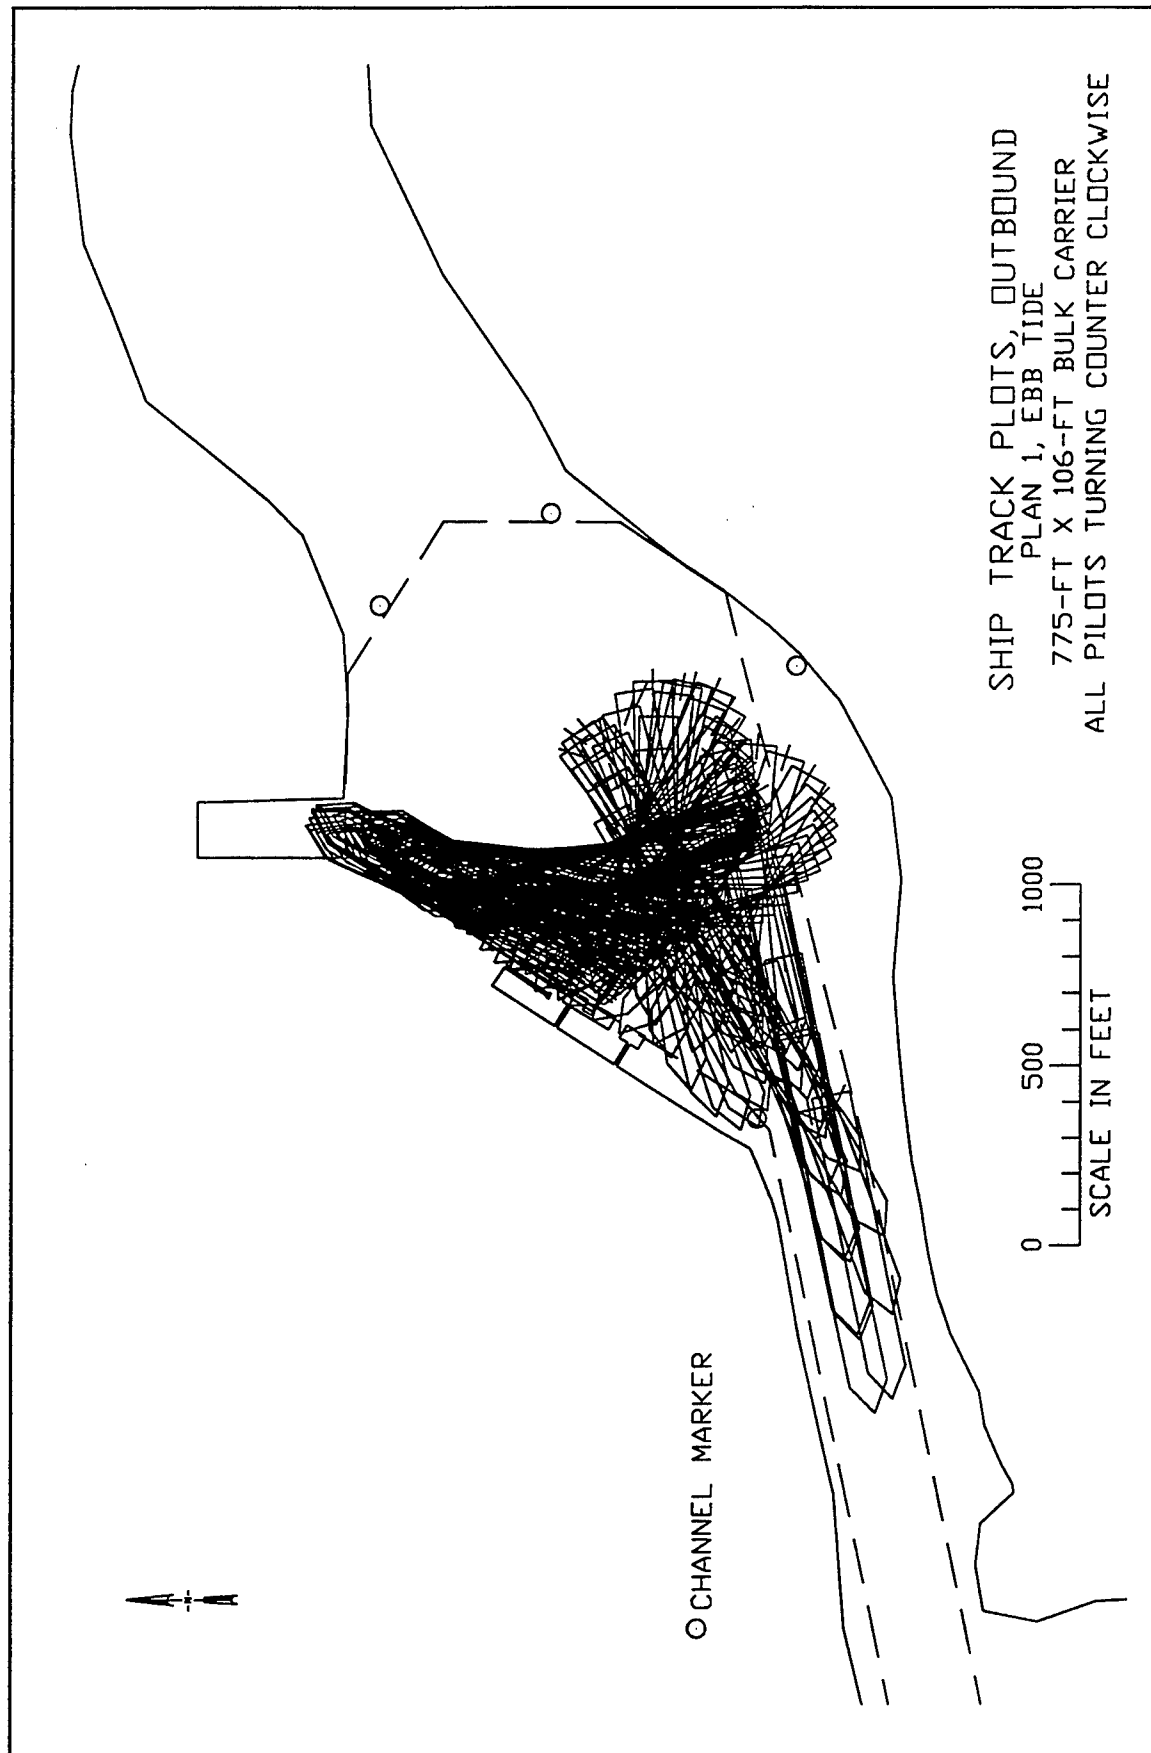 SHIP TRACK PLOTS, OUTBOUND
PLAN 1, EBB TIDE
775-FT X 106-FT BULK CARRIER
ALL PILOTS TURNING COUNTER CLOCKWISE
0 500 1000
SCALE IN FEET
CHANNEL MARKER
N